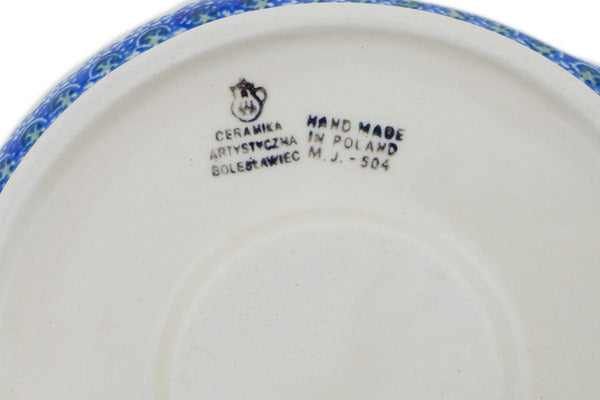 CERAMIKA
ARTYSTYCZNA
BOLESŁAWIEC
HAND MADE
IN POLAND
M.J. - 504